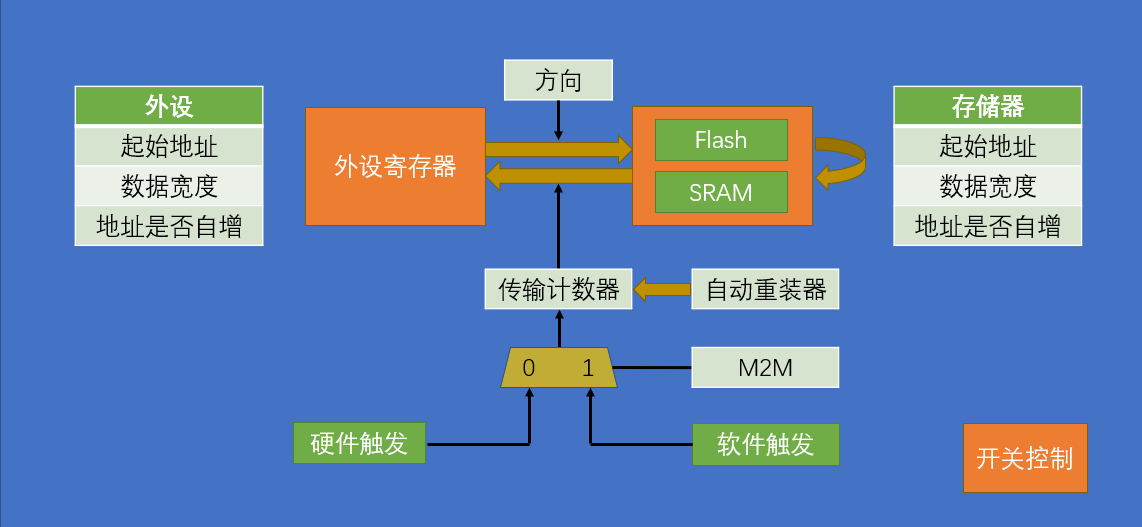 方向
外设
起始地址
数据宽度
地址是否自增
外设寄存器
Flash
SRAM
存储器
起始地址
数据宽度
地址是否自增
传输计数器
自动重装器
0 1
M2M
硬件触发
软件触发
开关控制